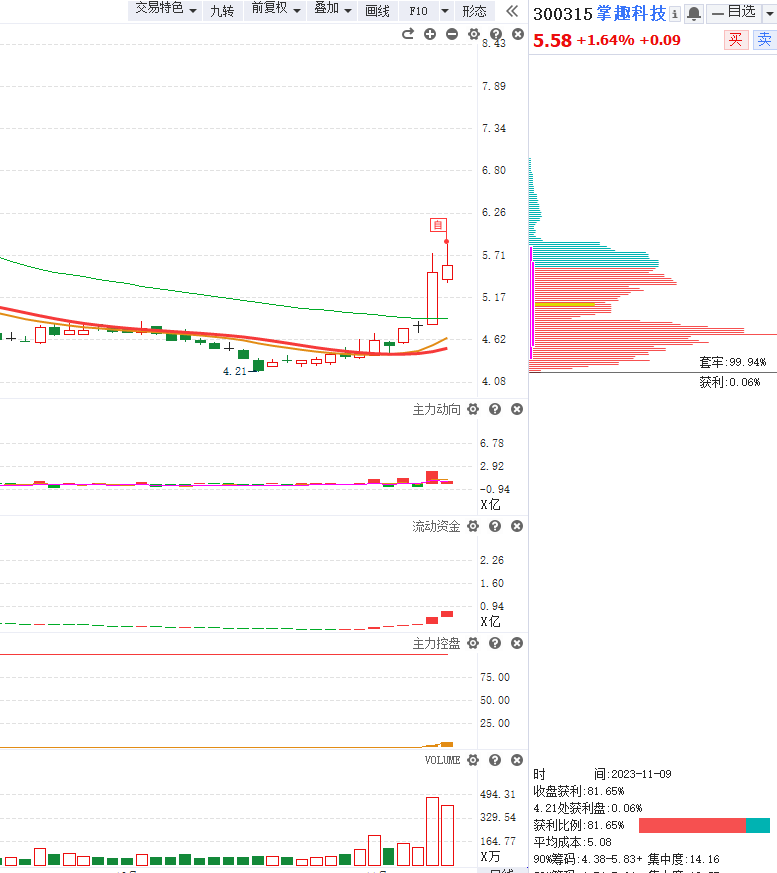 交易特色 九转 前复权 叠加 画线 F10 形态
300315 掌趣科技 自选
5.58 +1.64% +0.09 买 卖
8.43
7.89
7.34
6.80
6.26
自
5.71
5.17
4.62
4.21
4.08
套牢:99.94%
获利:0.06%
主力动向
6.78
2.92
-0.94
X亿
流动资金
2.26
1.60
0.94
X亿
主力控盘
75.00
50.00
25.00
VOLUME
494.31
329.54
164.77
X万
时 间:2023-11-09
收盘获利:81.65%
4.21处获利盘:0.06%
获利比例:81.65%
平均成本:5.08
90%筹码:4.38-5.83+ 集中度:14.16